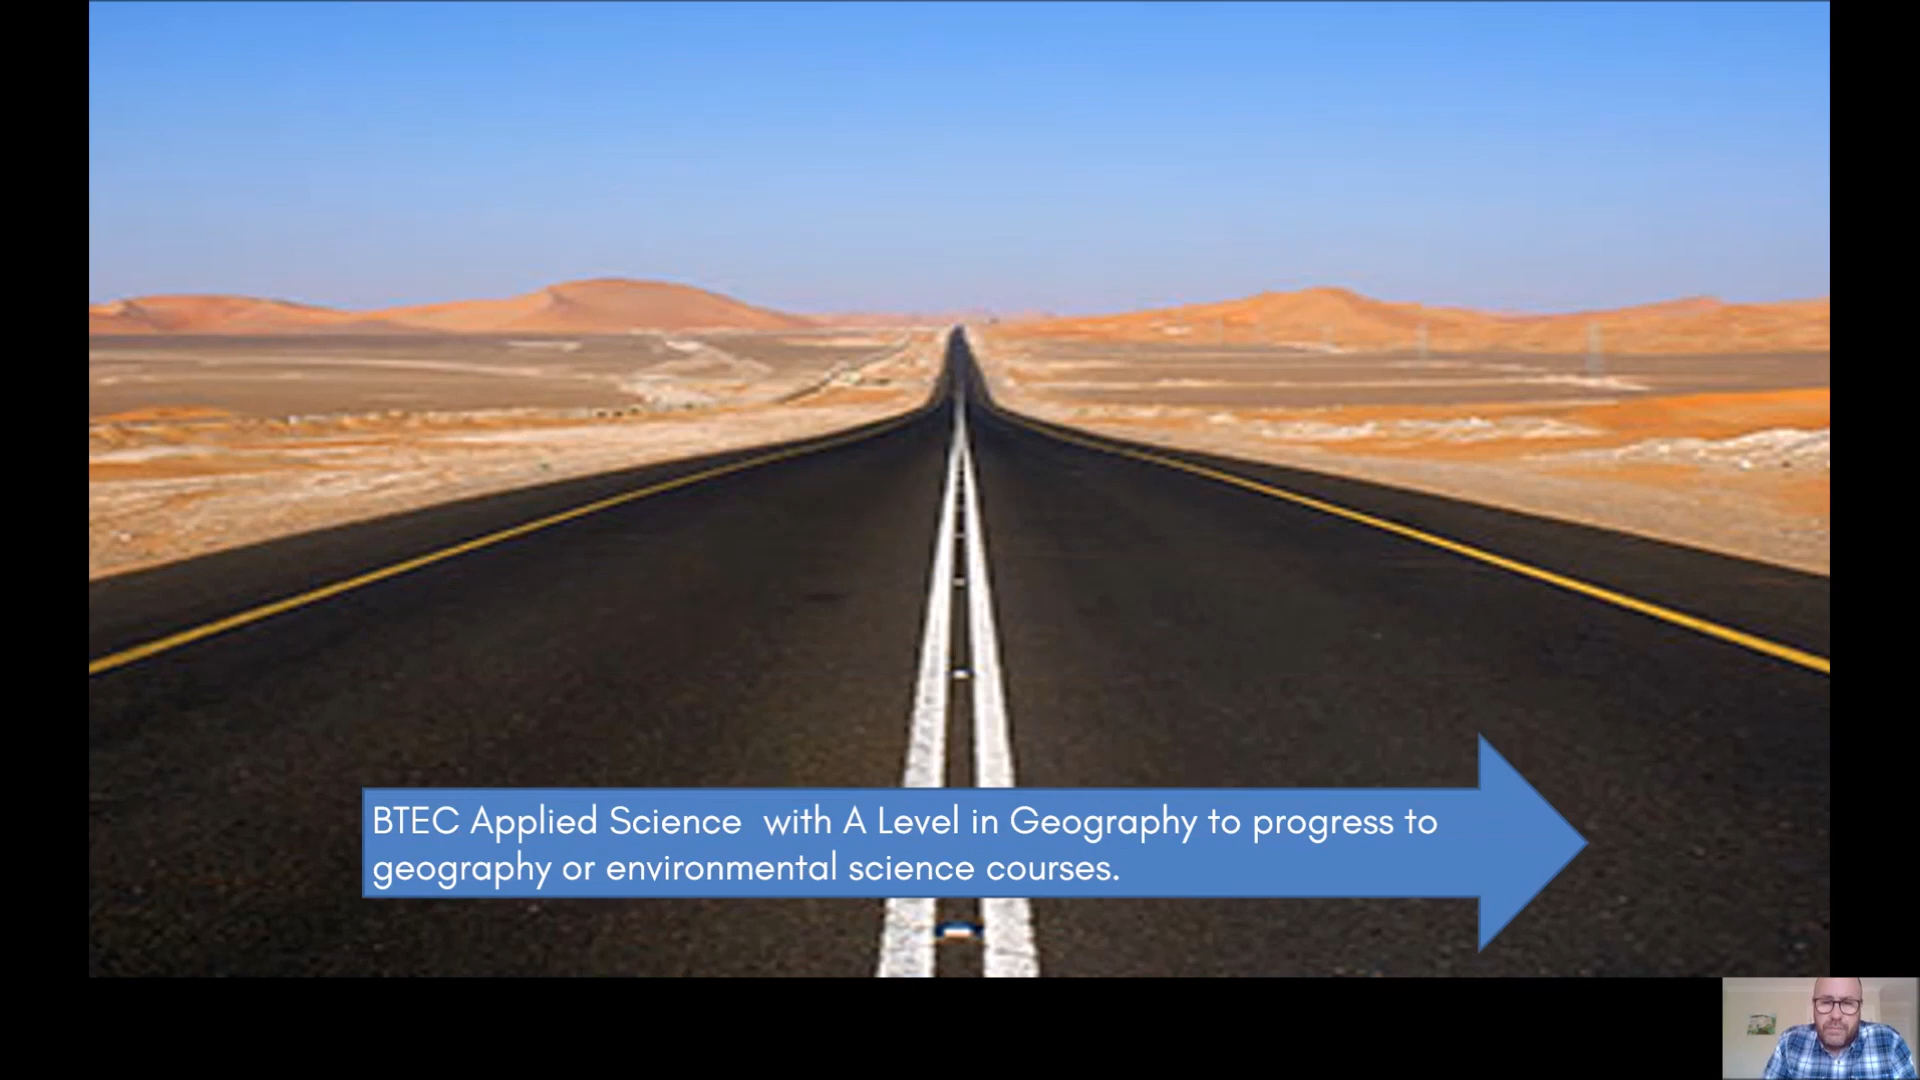 BTEC Applied Science  with A Level in Geography to progress to
geography or environmental science courses.